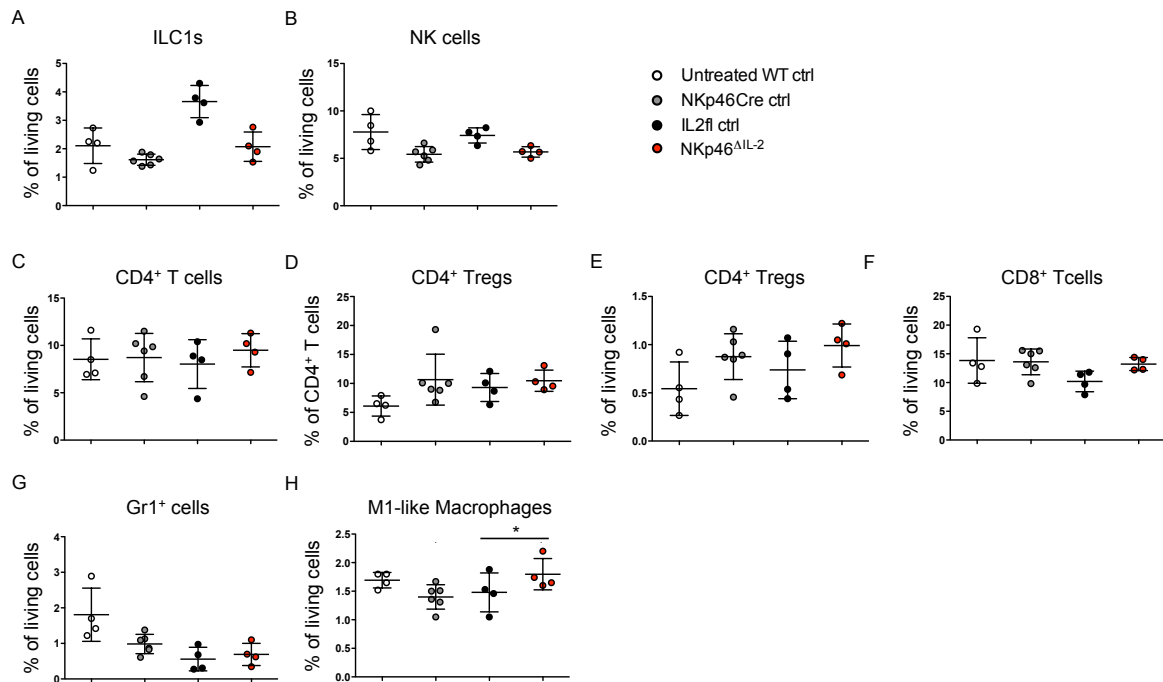 A
ILC1s
% of living cells
5
4
3
2
1
0
B
NK cells
% of living cells
15
10
5
0
Untreated WT ctrl
NKp46Cre ctrl
IL2fl ctrl
NKp46ΔIL-2
C
CD4+ T cells
% of living cells
15
10
5
0
D
CD4+ Tregs
% of CD4+ T cells
25
20
15
10
5
0
E
CD4+ Tregs
% of living cells
1.5
1.0
0.5
0.0
F
CD8+ Tcells
% of living cells
25
20
15
10
5
0
G
Gr1+ cells
% of living cells
4
3
2
1
0
H
M1-like Macrophages
% of living cells
2.5
2.0
1.5
1.0
0.5
0.0
*